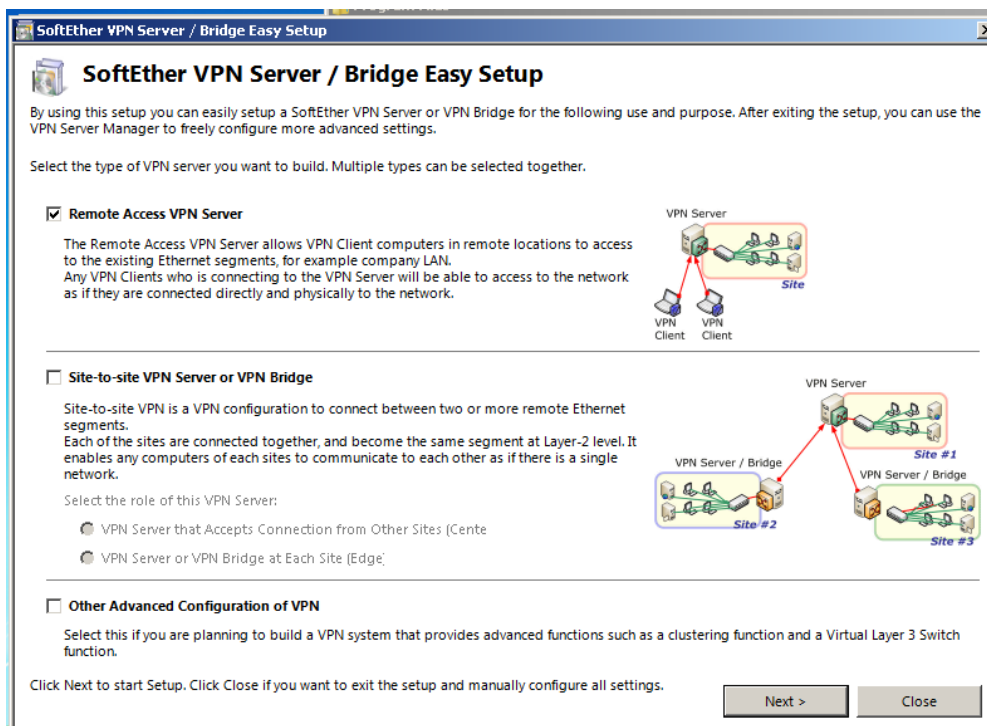 Program Files
SoftEther VPN Server / Bridge Easy Setup
SoftEther VPN Server / Bridge Easy Setup
By using this setup you can easily setup a SoftEther VPN Server or VPN Bridge for the following use and purpose. After exiting the setup, you can use the
VPN Server Manager to freely configure more advanced settings.
Select the type of VPN server you want to build. Multiple types can be selected together.
Remote Access VPN Server
The Remote Access VPN Server allows VPN Client computers in remote locations to access
to the existing Ethernet segments, for example company LAN.
Any VPN Clients who is connecting to the VPN Server will be able to access to the network
as if they are connected directly and physically to the network.
VPN Server
Site
VPN
Client
VPN
Client
Site-to-site VPN Server or VPN Bridge
Site-to-site VPN is a VPN configuration to connect between two or more remote Ethernet
segments.
Each of the sites are connected together, and become the same segment at Layer-2 level. It
enables any computers of each sites to communicate to each other as if there is a single
network.
Select the role of this VPN Server:
VPN Server that Accepts Connection from Other Sites (Cente
VPN Server or VPN Bridge at Each Site (Edge)
VPN Server
Site #1
VPN Server / Bridge
Site #2
VPN Server / Bridge
Site #3
Other Advanced Configuration of VPN
Select this if you are planning to build a VPN system that provides advanced functions such as a clustering function and a Virtual Layer 3 Switch
function.
Click Next to start Setup. Click Close if you want to exit the setup and manually configure all settings.
Next >
Close